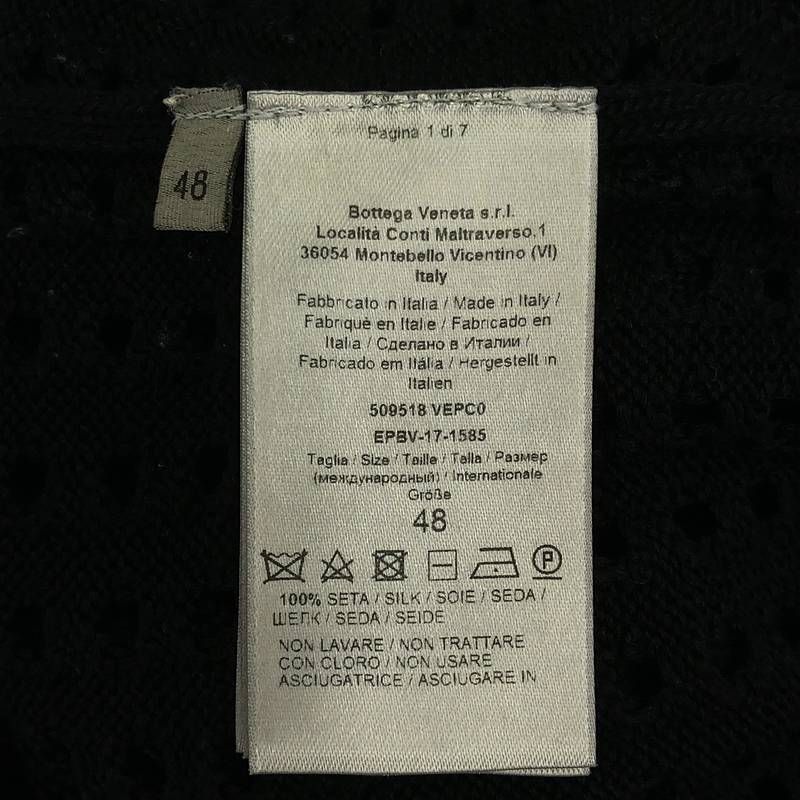 48
Pagina 1 di 7
Bottega Veneta s.r.l.
Località Conti Maltraverso,1
36054 Montebello Vicentino (VI)
Italy
Fabbricato in Italia / Made in Italy /
Fabriqué en Italie / Fabricado en
Italia / Сделано в Италии /
Fabricado em Itália / Hergestellt in
Italien
509518 VEPC0
EPBV-17-1585
Taglia / Size / Taille / Talla / Размер
(международный) / Internationale
Größe
48
P
100% SETA / SILK / SOIE / SEDA /
ШЕЛК / SEDA / SEIDE
NON LAVARE / NON TRATTARE
CON CLORO / NON USARE
ASCIUGATRICE / ASCIUGARE IN